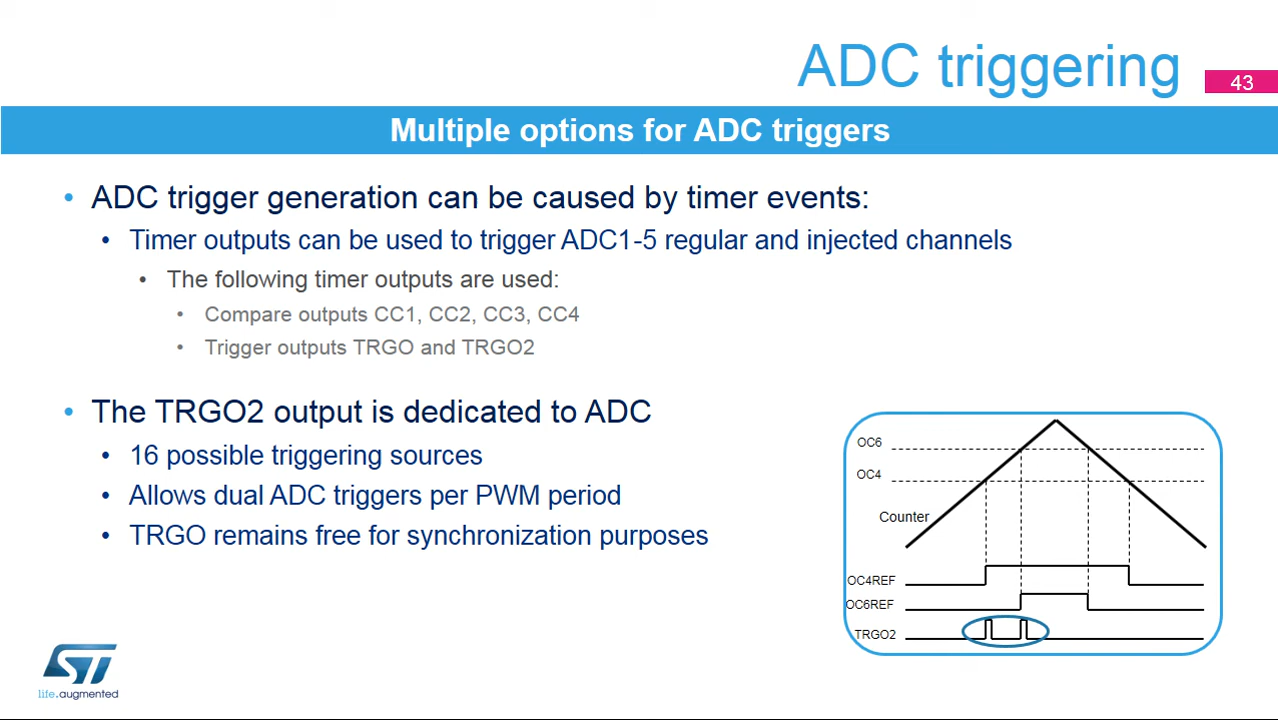 ADC triggering
43
Multiple options for ADC triggers
• ADC trigger generation can be caused by timer events:
• Timer outputs can be used to trigger ADC1-5 regular and injected channels
• The following timer outputs are used:
• Compare outputs CC1, CC2, CC3, CC4
• Trigger outputs TRGO and TRGO2
• The TRGO2 output is dedicated to ADC
• 16 possible triggering sources
• Allows dual ADC triggers per PWM period
• TRGO remains free for synchronization purposes
OC6
OC4
Counter
OC4REF
OC6REF
TRGO2
ST
life.augmented